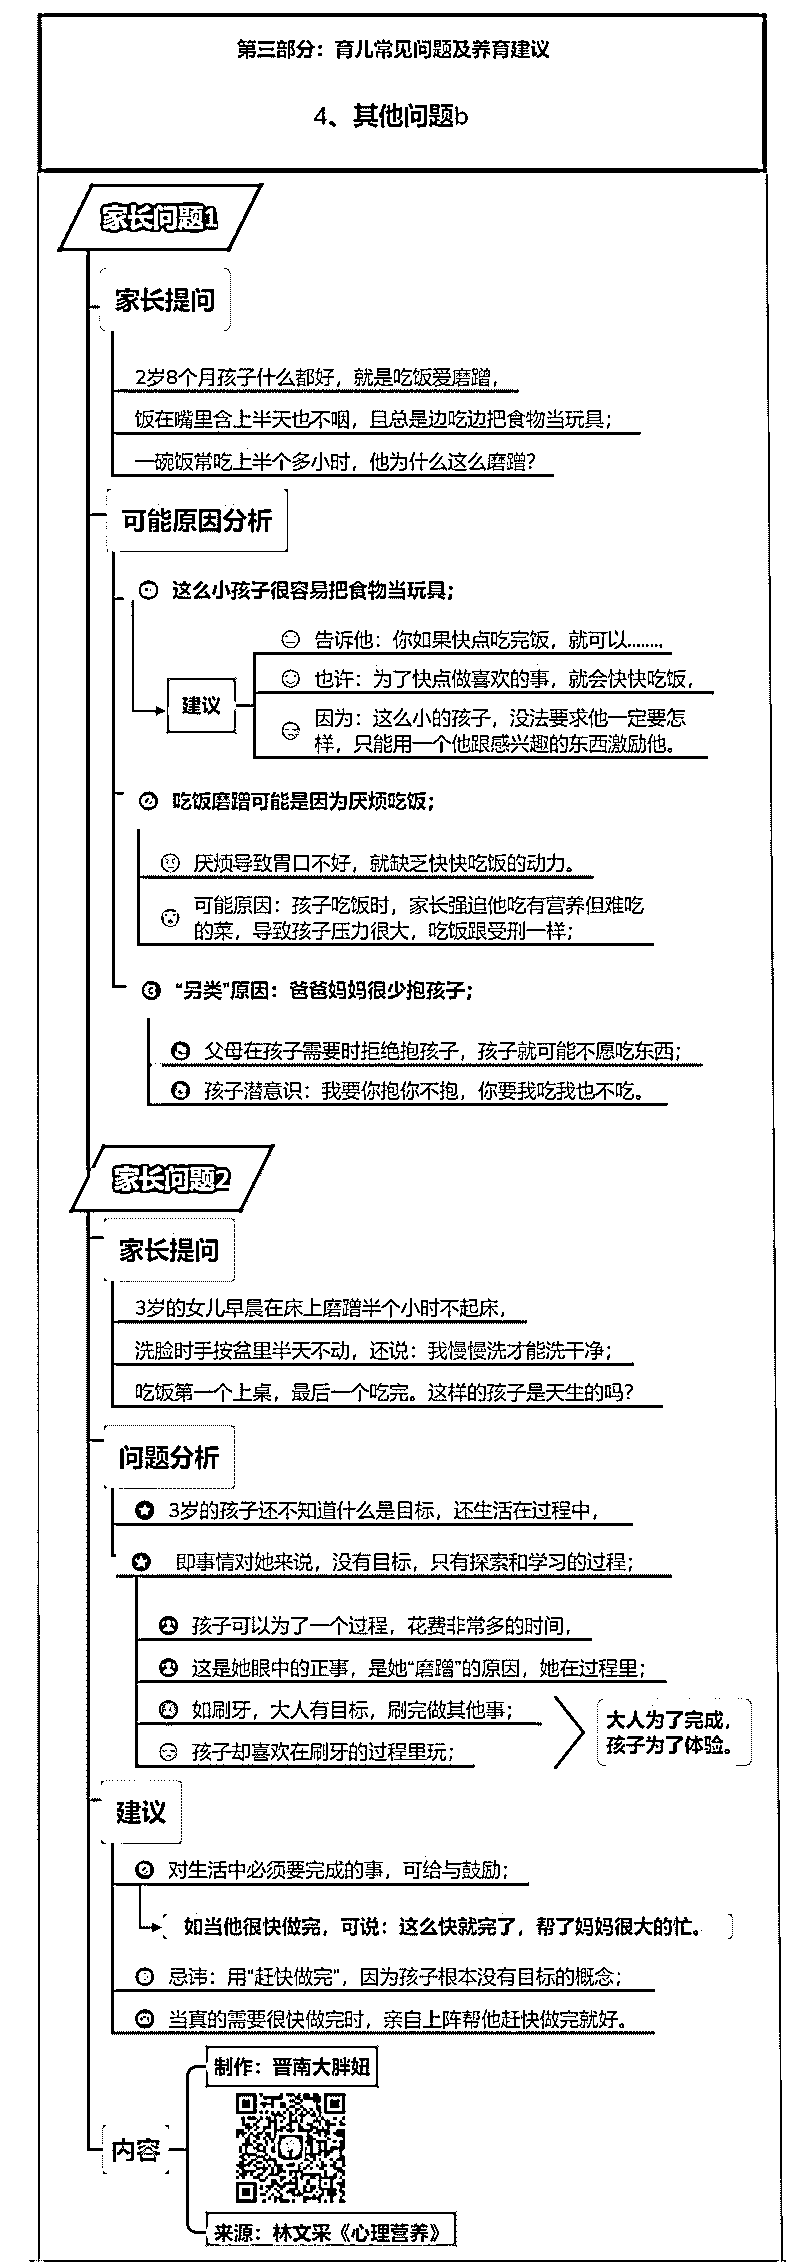 第三部分：育儿常见问题及养育建议
4、其他问题b
家长问题1
家长提问
2岁8个月孩子什么都好，就是吃饭爱磨蹭，
饭在嘴里含上半天也不咽，且总是边吃边把食物当玩具；
一碗饭常吃上半个多小时，他为什么这么磨蹭？
可能原因分析
这么小孩子很容易把食物当玩具；
告诉他：你如果快点吃完饭，就可以........
建议
也许：为了快点做喜欢的事，就会快快吃饭，
因为：这么小的孩子，没法要求他一定要怎
样，只能用一个他跟感兴趣的东西激励他。
吃饭磨蹭可能是因为厌烦吃饭；
厌烦导致胃口不好，就缺乏快快吃饭的动力。
可能原因：孩子吃饭时，家长强迫他吃有营养但难吃
的菜，导致孩子压力很大，吃饭跟受刑一样；
“另类”原因：爸爸妈妈很少抱孩子；
父母在孩子需要时拒绝抱孩子，孩子就可能不愿吃东西；
孩子潜意识：我要你抱你不抱，你要我吃我也不吃。
家长问题2
家长提问
3岁的女儿早晨在床上磨蹭半个小时不起床，
洗脸时手按盆里半天不动，还说：我慢慢洗才能洗干净；
吃饭第一个上桌，最后一个吃完。这样的孩子是天生的吗？
问题分析
3岁的孩子还不知道什么是目标，还生活在过程中，
即事情对她来说，没有目标，只有探索和学习的过程；
孩子可以为了一个过程，花费非常多的时间，
这是她眼中的正事，是她“磨蹭”的原因，她在过程里；
如刷牙，大人有目标，刷完做其他事；
孩子却喜欢在刷牙的过程里玩；
大人为了完成，
孩子为了体验。
建议
对生活中必须要完成的事，可给与鼓励；
如当他很快做完，可说：这么快就完了，帮了妈妈很大的忙。
忌讳：用“赶快做完”，因为孩子根本没有目标的概念；
当真的需要很快做完时，亲自上阵帮他赶快做完就好。
制作：晋南大胖妞
内容
来源：林文采《心理营养》